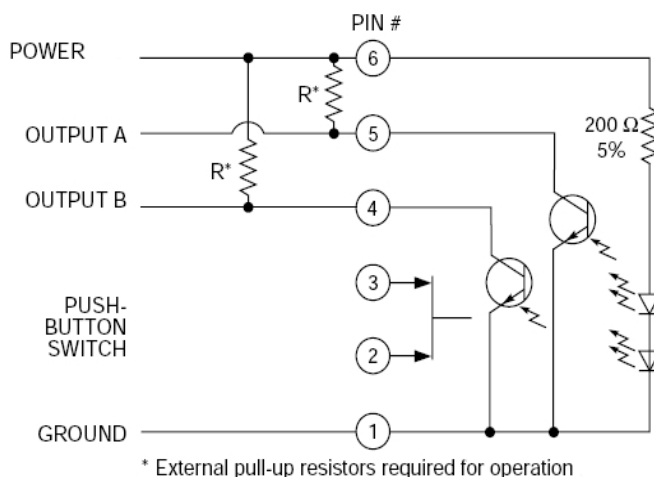 PIN #
POWER
6
R*
OUTPUT A
5
200 Ω
5%
R*
OUTPUT B
4
3
PUSH-
BUTTON
SWITCH
2
GROUND
1
* External pull-up resistors required for operation